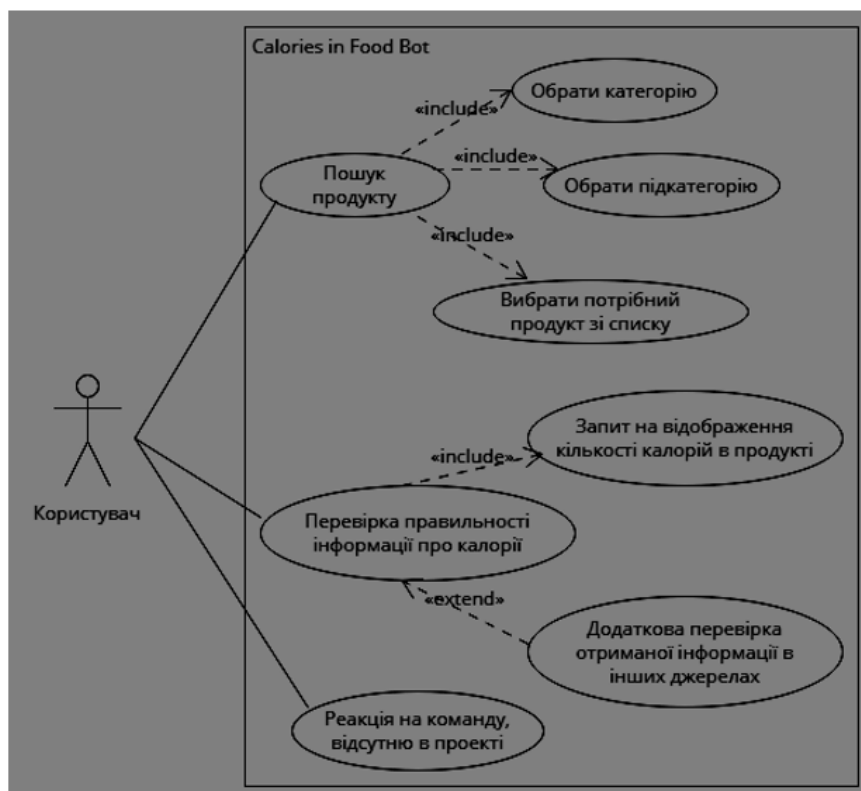 Calories in Food Bot
Обрати категорію
«include»
«include»
Пошук
продукту
Обрати підкатегорію
«include»
Вибрати потрібний
продукт зі списку
Запит на відображення
кількості калорій в продукті
«include»
Користувач
Перевірка правильності
інформації про калорії
«extend»
Додаткова перевірка
отриманої інформації в
інших джерелах
Реакція на команду,
відсутню в проекті